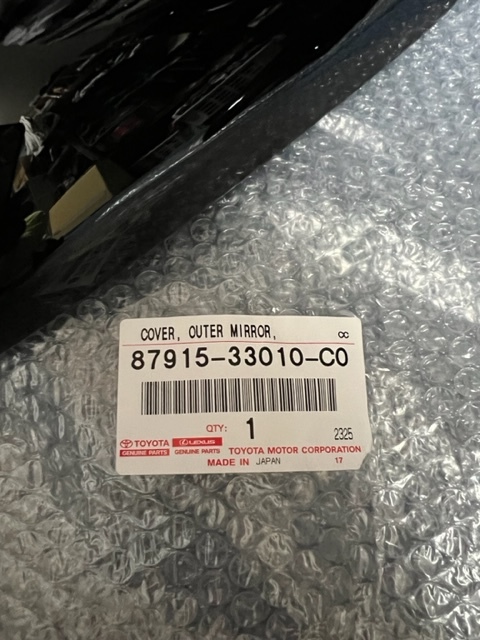 COVER, OUTER MIRROR, OC
87915-33010-C0
QTY: 1
2325
TOYOTA LEXUS
GENUINE PARTS GENUINE PARTS TOYOTA MOTOR CORPORATION
MADE IN JAPAN 17